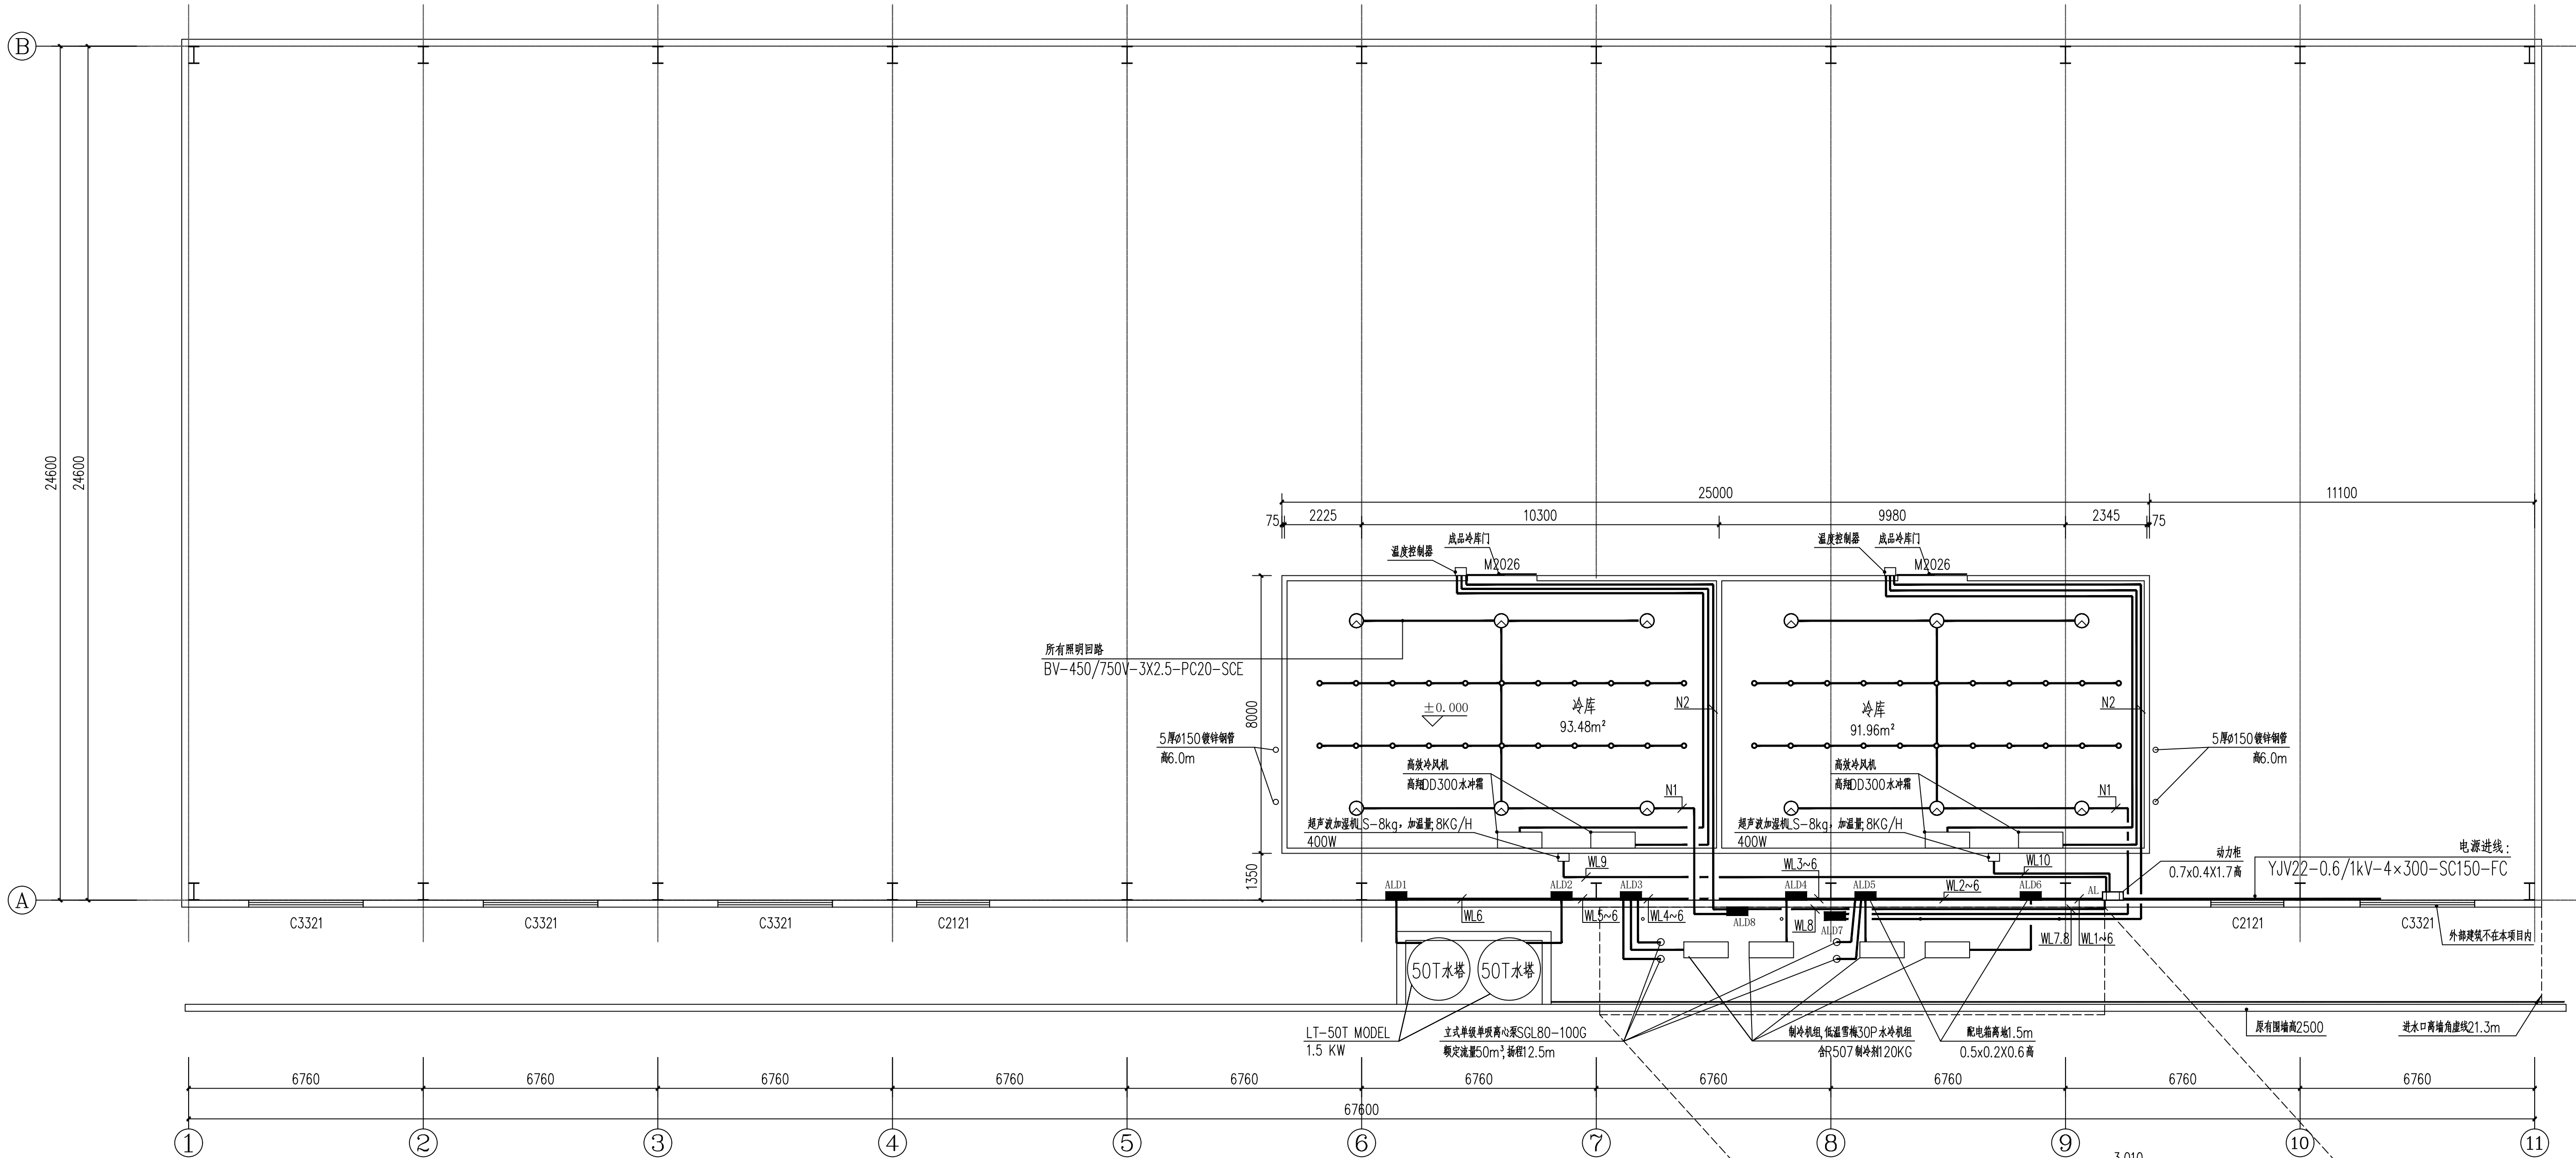 B
24600
24600
25000
11100
75
2225
10300
9980
2345
75
温度控制器
成品冷库门
M2026
温度控制器
成品冷库门
M2026
所有照明回路
BV-450/750V-3X2.5-PC20-SCE
8000
±0.000
冷库
93.48m²
N2
冷库
91.96m²
N2
5厚φ150镀锌钢管
高6.0m
5厚φ150镀锌钢管
高6.0m
高效冷风机
高翔DD300水冲霜
N1
高效冷风机
高翔DD300水冲霜
N1
超声波加湿机LS-8kg，加湿量;8KG/H
400W
超声波加湿机LS-8kg，加湿量;8KG/H
400W
1350
WL9
WL3~6
WL10
动力柜
0.7x0.4X1.7高
电源进线：
YJV22-0.6/1kV-4×300-SC150-FC
A
ALD1
ALD2
ALD3
ALD4
ALD5
WL2~6
ALD6
AL
C3321
C3321
C3321
C2121
WL6
WL5~6
WL4~6
ALD8
WL8
ALD7
WL7.8
WL1~6
C2121
C3321
外部建筑不在本项目内
50T水塔
50T水塔
LT-50T MODEL
1.5 KW
立式单级单吸离心泵SGL80-100G
额定流量50m³,扬程12.5m
制冷机组,低温雪梅30P水冷机组
含R507制冷剂120KG
配电箱离地1.5m
0.5x0.2X0.6高
原有围墙高2500
进水口离墙角虚线21.3m
6760
6760
6760
6760
6760
6760
6760
6760
6760
6760
67600
1
2
3
4
5
6
7
8
9
10
11
3.010